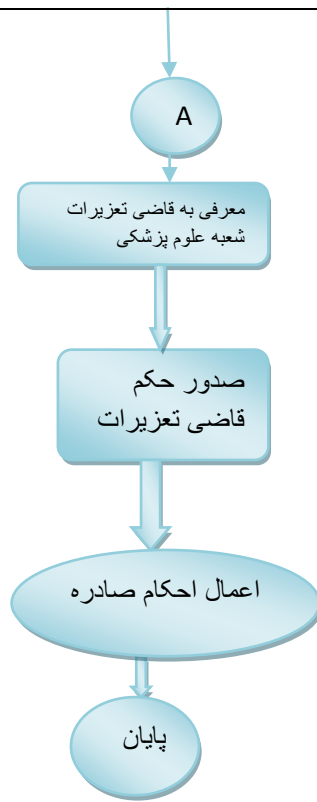 A
معرفی به قاضی تعزیرات
شعبه علوم پزشکی
صدور حکم
قاضی تعزیرات
اعمال احکام صادره
پایان